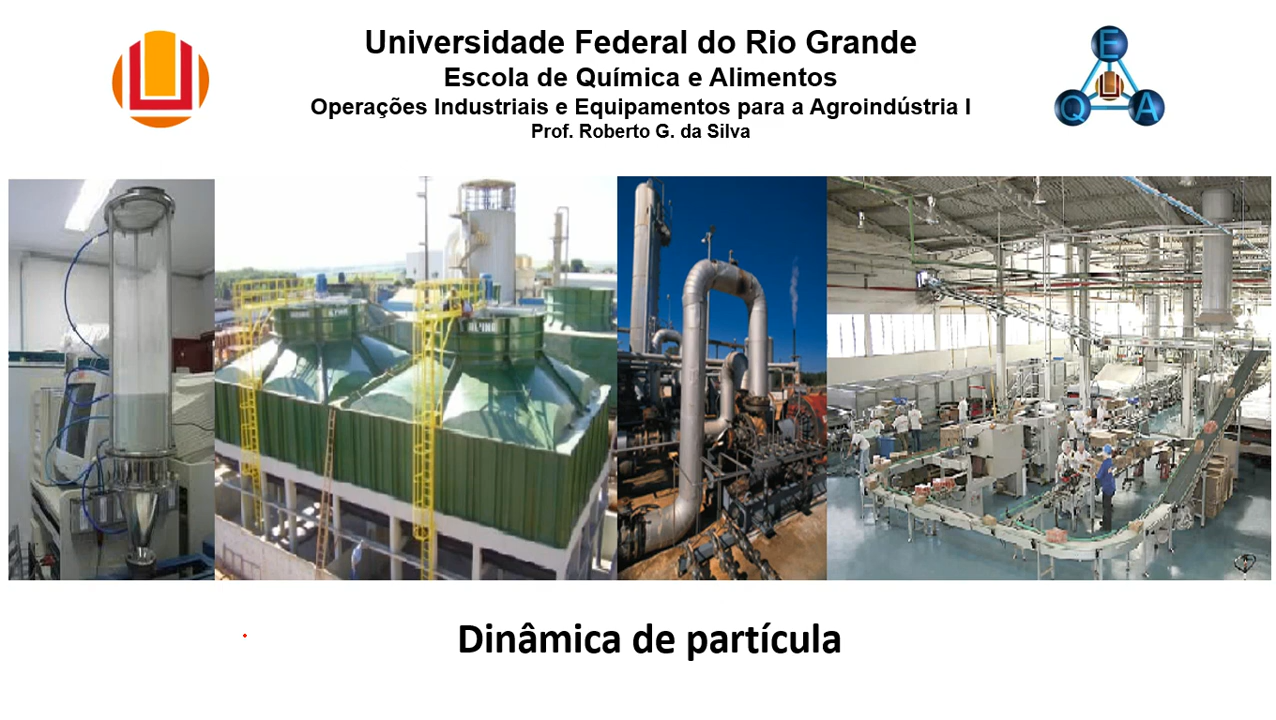 Universidade Federal do Rio Grande
Escola de Química e Alimentos
Operações Industriais e Equipamentos para a Agroindústria I
Prof. Roberto G. da Silva
E
Q
A
ALPINA
Dinâmica de partícula